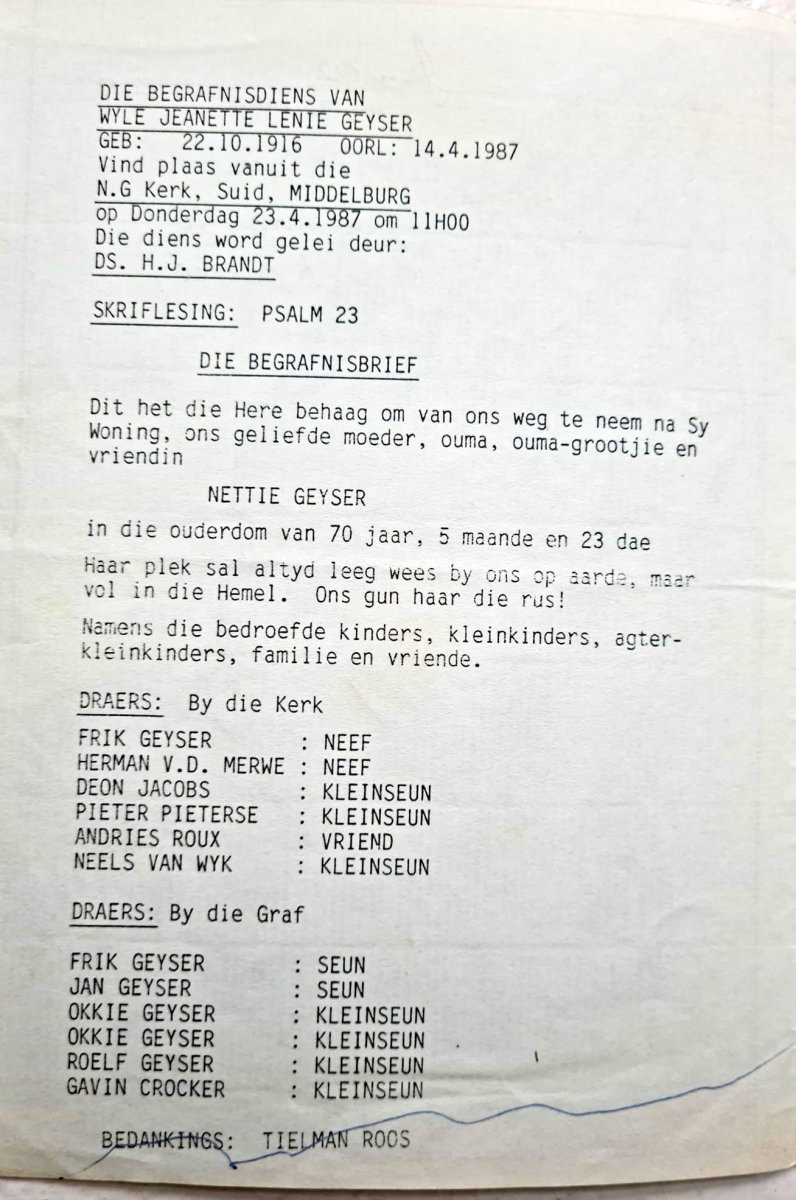 DIE BEGRAFNISDIENS VAN
WYLE JEANETTE LENIE GEYSER
GEB: 22.10.1916 OORL: 14.4.1987
Vind plaas vanuit die
N.G Kerk, Suid, MIDDELBURG
op Donderdag 23.4.1987 om 11H00
Die diens word gelei deur:
DS. H.J. BRANDT
SKRIFLESING: PSALM 23
DIE BEGRAFNISBRIEF
Dit het die Here behaag om van ons weg te neem na Sy
Woning, ons geliefde moeder, ouma, ouma-grootjie en
vriendin
NETTIE GEYSER
in die ouderdom van 70 jaar, 5 maande en 23 dae
Haar plek sal altyd leeg wees by ons op aarde, maar
vol in die Hemel. Ons gun haar die rus!
Namens die bedroefde kinders, kleinkinders, agter-
kleinkinders, familie en vriende.
DRAERS: By die Kerk
FRIK GEYSER : NEEF
HERMAN V.D. MERWE : NEEF
DEON JACOBS : KLEINSEUN
PIETER PIETERSE : KLEINSEUN
ANDRIES ROUX : VRIEND
NEELS VAN WYK : KLEINSEUN
DRAERS: By die Graf
FRIK GEYSER : SEUN
JAN GEYSER : SEUN
OKKIE GEYSER : KLEINSEUN
OKKIE GEYSER : KLEINSEUN
ROELF GEYSER : KLEINSEUN
GAVIN CROCKER : KLEINSEUN
BEDANKINGS: TIELMAN ROOS